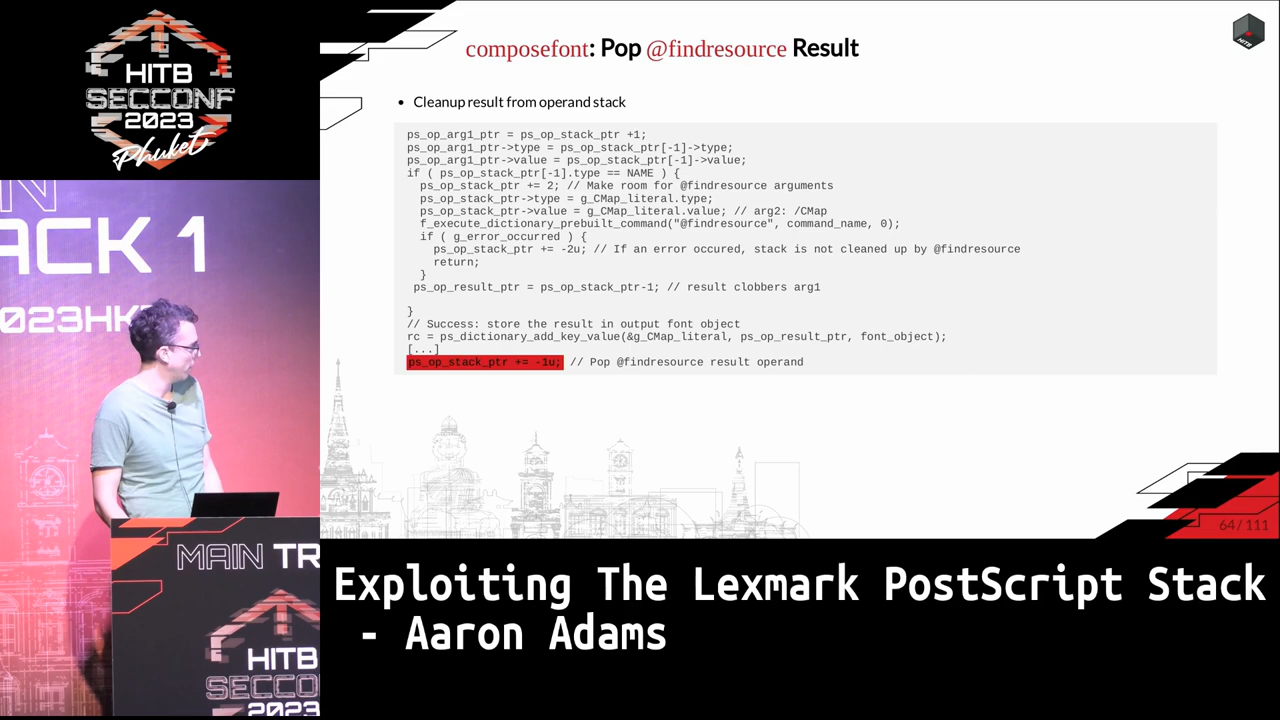 HITB
SECCONF
2023
Phuket
ACK 1
023HK
MAIN TR
HITB
SECCO
2023
composefont: Pop @findresource Result
HITB
• Cleanup result from operand stack
ps_op_arg1_ptr = ps_op_stack_ptr +1;
ps_op_arg1_ptr->type = ps_op_stack_ptr[-1]->type;
ps_op_arg1_ptr->value = ps_op_stack_ptr[-1]->value;
if ( ps_op_stack_ptr[-1].type == NAME ) {
ps_op_stack_ptr += 2; // Make room for @findresource arguments
ps_op_stack_ptr->type = g_CMap_literal.type;
ps_op_stack_ptr->value = g_CMap_literal.value; // arg2: /CMap
f_execute_dictionary_prebuilt_command("@findresource", command_name, 0);
if ( g_error_occurred ) {
ps_op_stack_ptr += -2u; // If an error occured, stack is not cleaned up by @findresource
return;
}
ps_op_result_ptr = ps_op_stack_ptr-1; // result clobbers arg1
}
// Success: store the result in output font object
rc = ps_dictionary_add_key_value(&g_CMap_literal, ps_op_result_ptr, font_object);
[...]
ps_op_stack_ptr += -1u; // Pop @findresource result operand
64 / 111
Exploiting The Lexmark PostScript Stack
- Aaron Adams